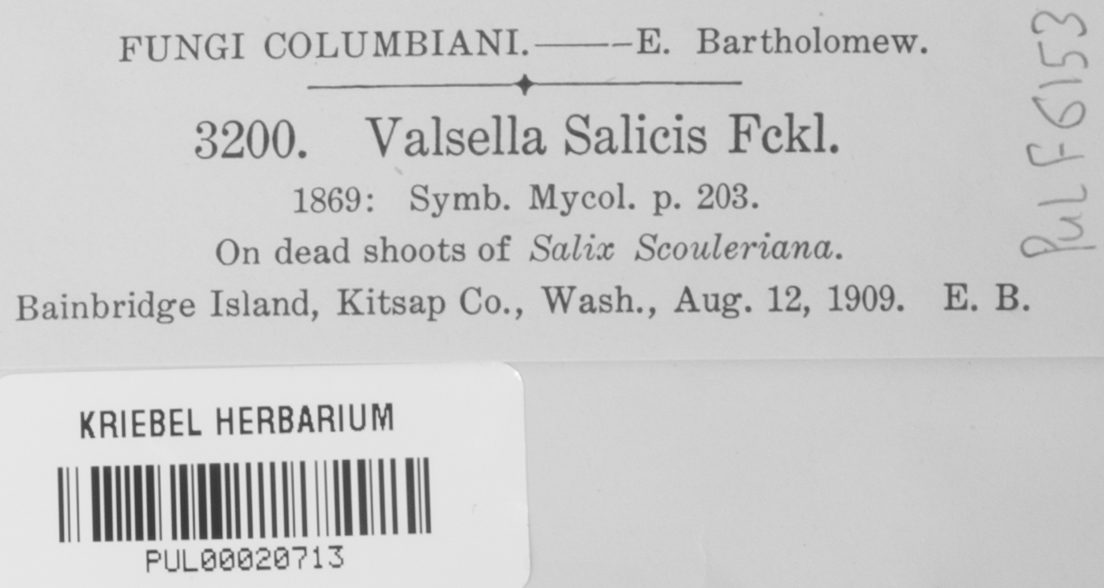 FUNGI COLUMBIANI.———E. Bartholomew.
3200. Valsella Salicis Fckl.
1869: Symb. Mycol. p. 203.
On dead shoots of Salix Scouleriana.
Bainbridge Island, Kitsap Co., Wash., Aug. 12, 1909. E. B.
PUL F6153
KRIEBEL HERBARIUM
PUL00020713